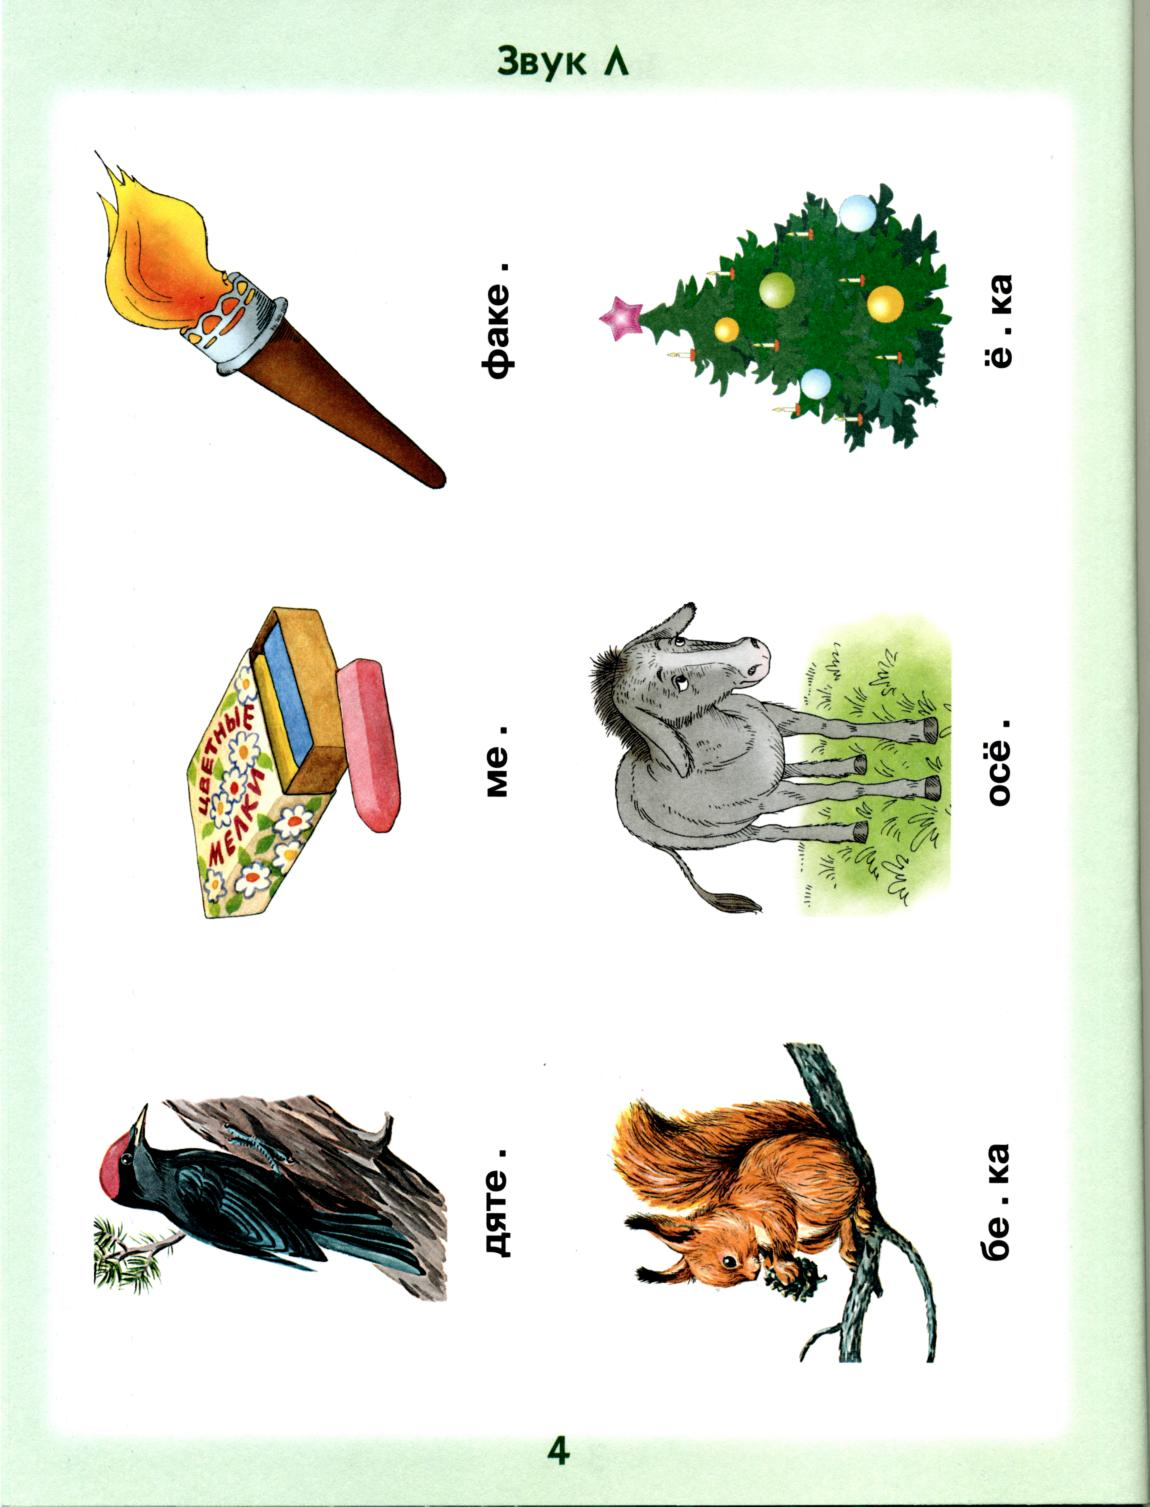 Звук Л
дяте .
ме .
факе .
ЦВЕТНЫЕ
МЕЛКИ
бе . ка
осё .
ё . ка
4